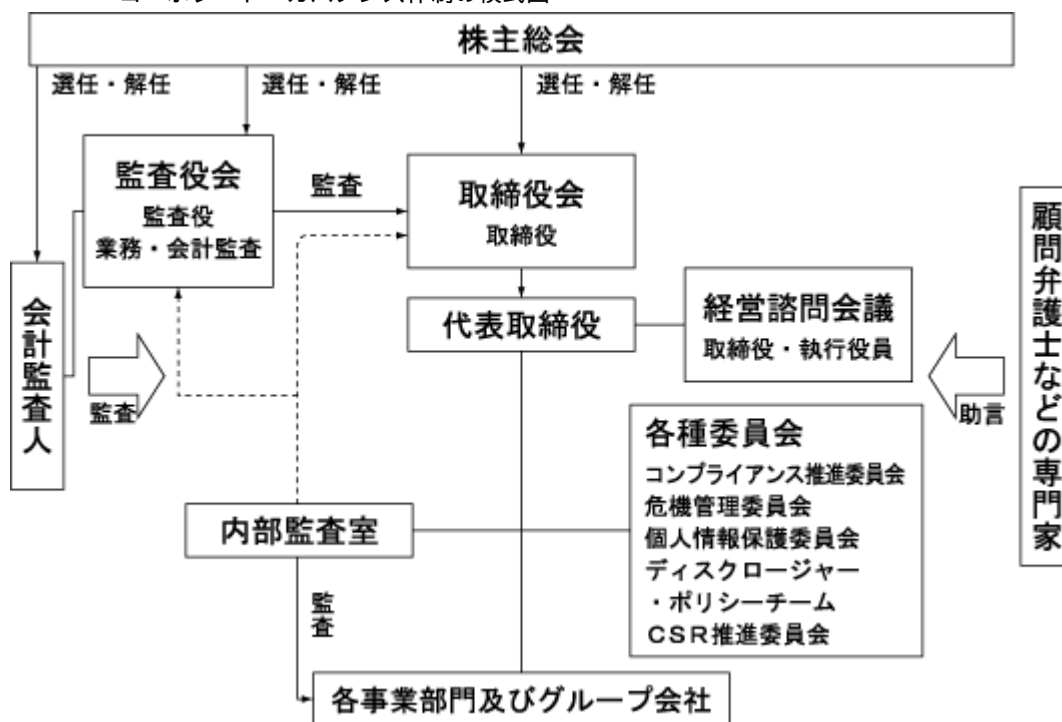 株主総会
選任・解任
選任・解任
選任・解任
監査役会
監査役
業務・会計監査
監査
取締役会
取締役
代表取締役
経営諮問会議
取締役・執行役員
会計監査人
監査
顧問弁護士などの専門家
助言
各種委員会
コンプライアンス推進委員会
危機管理委員会
個人情報保護委員会
ディスクロージャー
・ポリシーチーム
CSR推進委員会
内部監査室
監査
各事業部門及びグループ会社